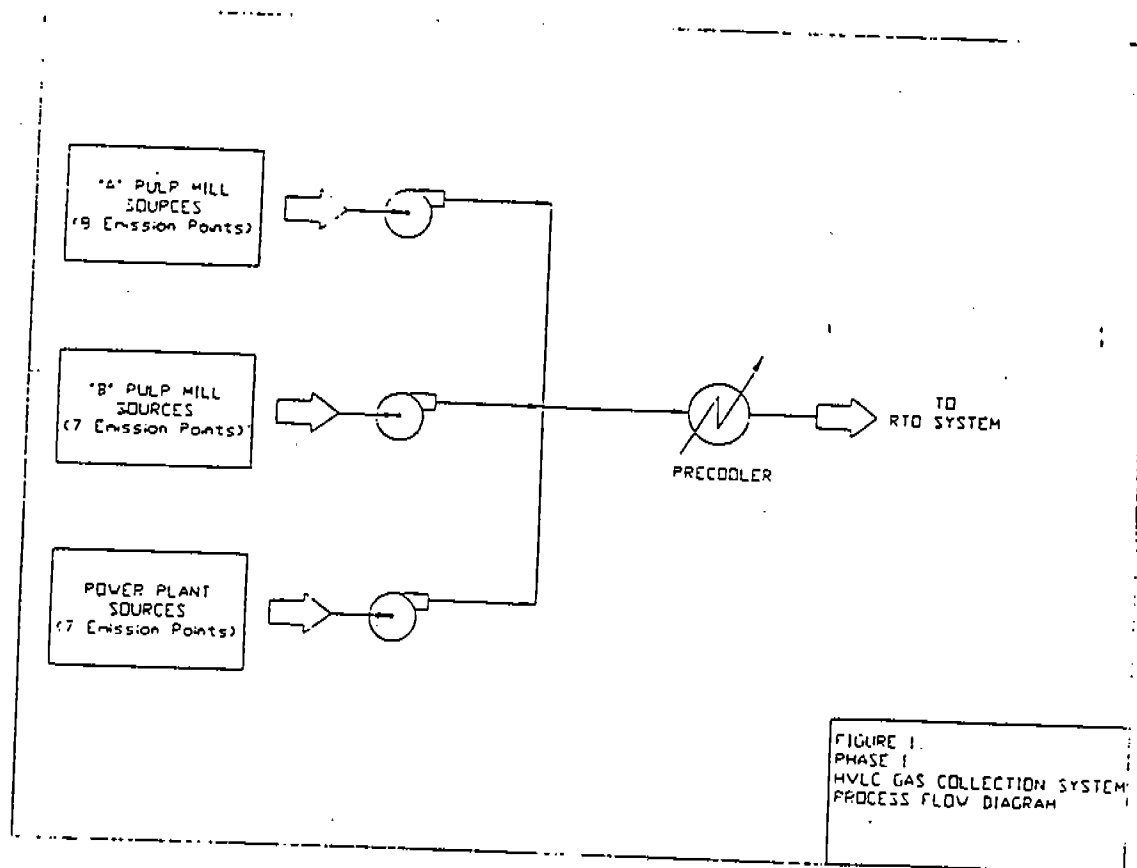 "A" PULP MILL
SOURCES
(9 Emission Points)
"B" PULP MILL
SOURCES
(7 Emission Points)
POWER PLANT
SOURCES
(7 Emission Points)
PRECOOLER
TO
RTO SYSTEM
FIGURE 1.
PHASE 1
HVLC GAS COLLECTION SYSTEM
PROCESS FLOW DIAGRAM